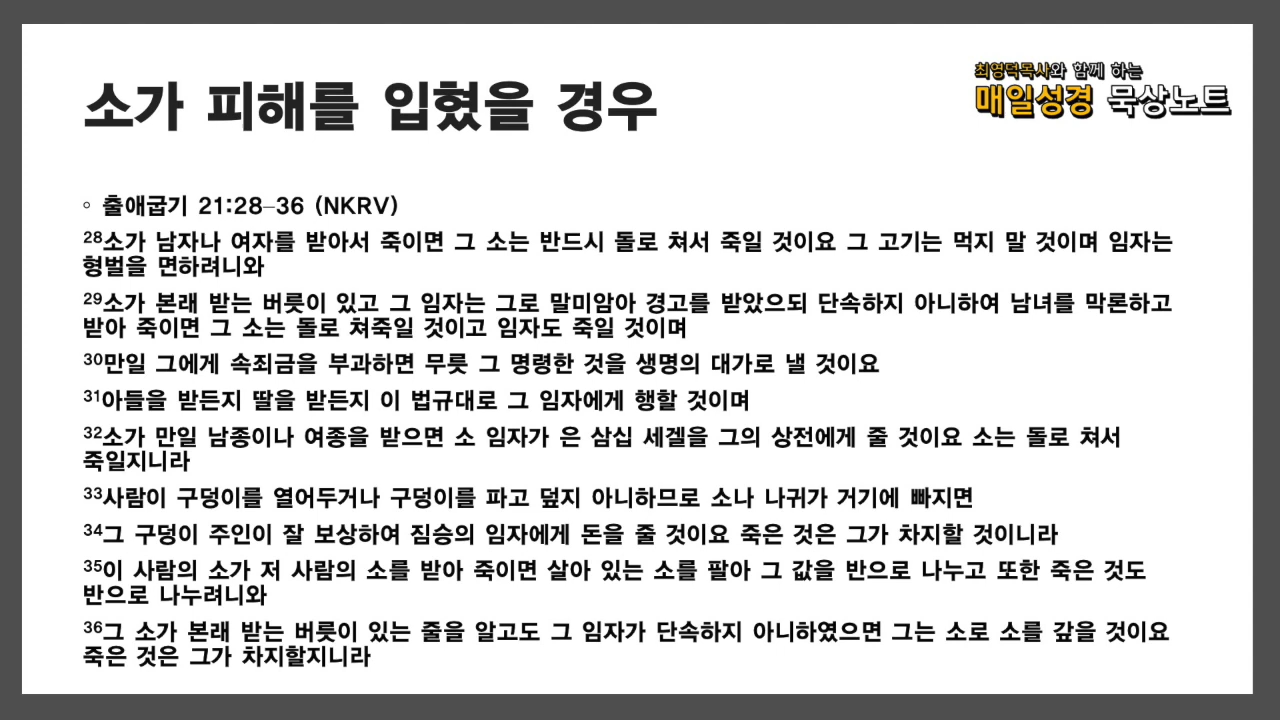 소가 피해를 입혔을 경우
최영덕목사와 함께 하는
매일성경 묵상노트
◦ 출애굽기 21:28–36 (NKRV)
28소가 남자나 여자를 받아서 죽이면 그 소는 반드시 돌로 쳐서 죽일 것이요 그 고기는 먹지 말 것이며 임자는
형벌을 면하려니와
29소가 본래 받는 버릇이 있고 그 임자는 그로 말미암아 경고를 받았으되 단속하지 아니하여 남녀를 막론하고
받아 죽이면 그 소는 돌로 쳐죽일 것이고 임자도 죽일 것이며
30만일 그에게 속죄금을 부과하면 무릇 그 명령한 것을 생명의 대가로 낼 것이요
31아들을 받든지 딸을 받든지 이 법규대로 그 임자에게 행할 것이며
32소가 만일 남종이나 여종을 받으면 소 임자가 은 삼십 세겔을 그의 상전에게 줄 것이요 소는 돌로 쳐서
죽일지니라
33사람이 구덩이를 열어두거나 구덩이를 파고 덮지 아니하므로 소나 나귀가 거기에 빠지면
34그 구덩이 주인이 잘 보상하여 짐승의 임자에게 돈을 줄 것이요 죽은 것은 그가 차지할 것이니라
35이 사람의 소가 저 사람의 소를 받아 죽이면 살아 있는 소를 팔아 그 값을 반으로 나누고 또한 죽은 것도
반으로 나누려니와
36그 소가 본래 받는 버릇이 있는 줄을 알고도 그 임자가 단속하지 아니하였으면 그는 소로 소를 갚을 것이요
죽은 것은 그가 차지할지니라